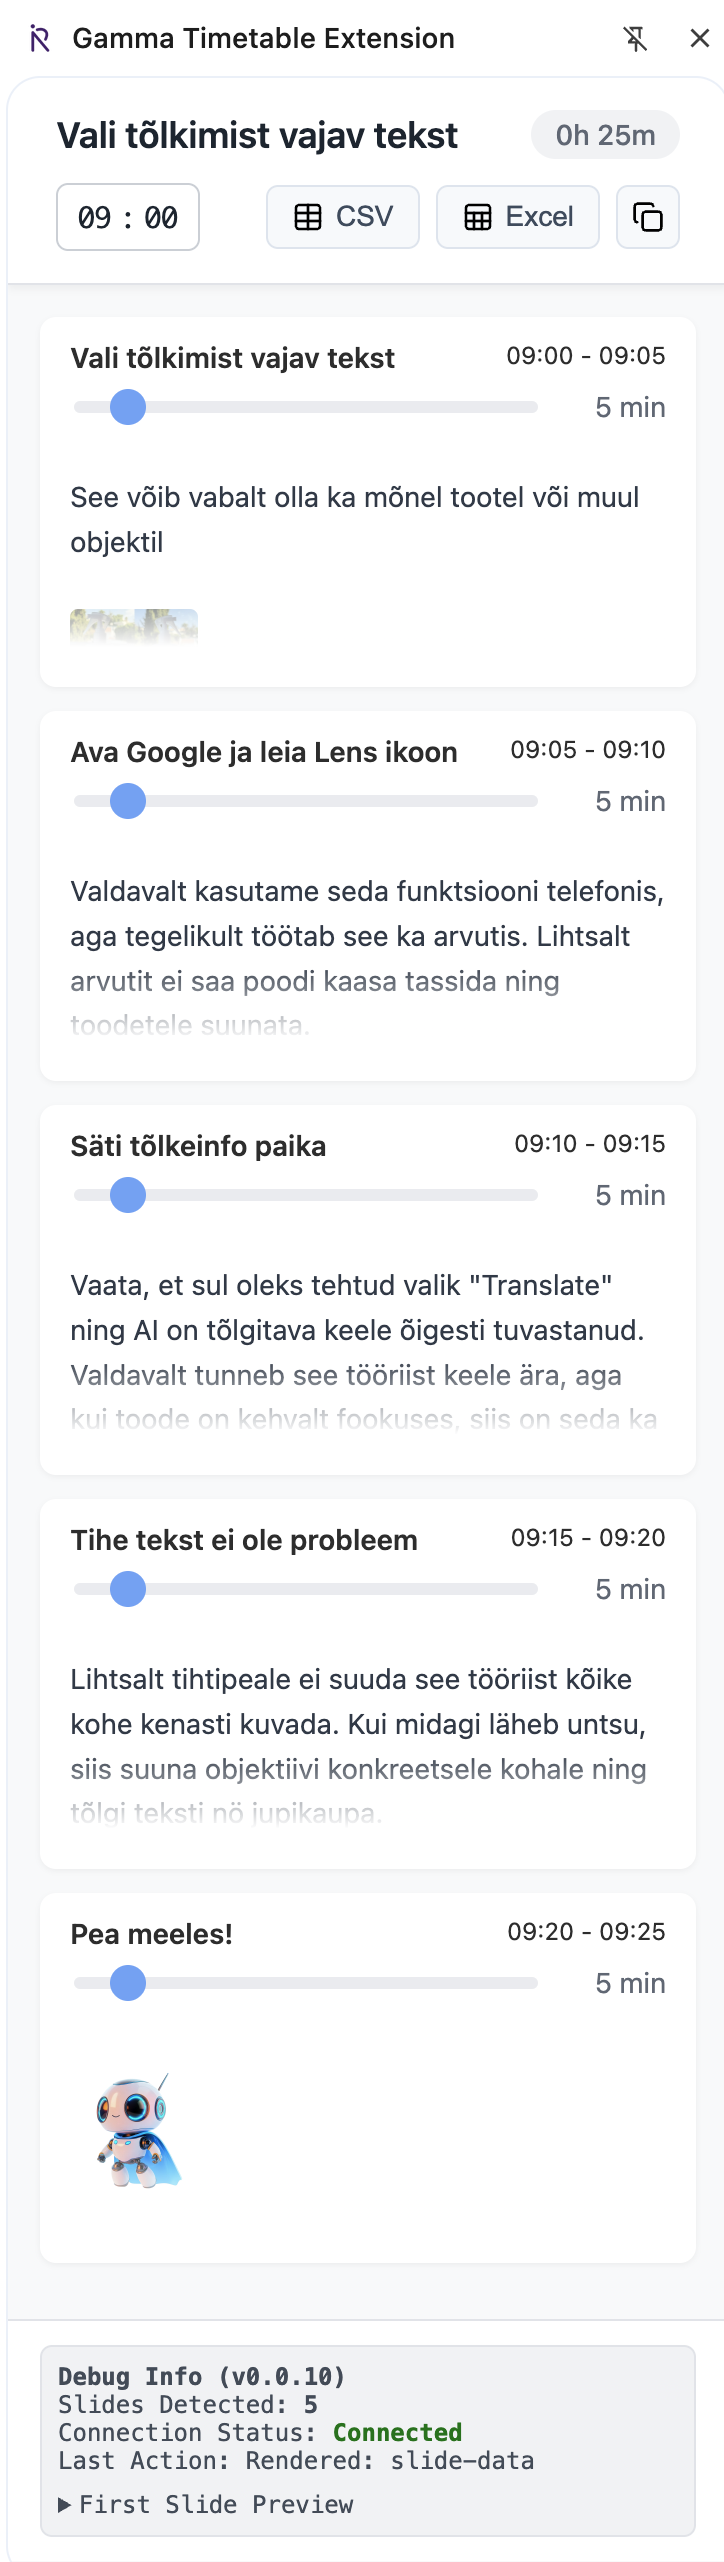 Gamma Timetable Extension
Vali tõlkimist vajav tekst
0h 25m
09 : 00
CSV
Excel
Vali tõlkimist vajav tekst
09:00 - 09:05
5 min
See võib vabalt olla ka mõnel tootel või muul
objektil
Ava Google ja leia Lens ikoon
09:05 - 09:10
5 min
Valdavalt kasutame seda funktsiooni telefonis,
aga tegelikult töötab see ka arvutis. Lihtsalt
arvutit ei saa poodi kaasa tassida ning
toodetele suunata.
Säti tõlkeinfo paika
09:10 - 09:15
5 min
Vaata, et sul oleks tehtud valik "Translate"
ning AI on tõlgitava keele õigesti tuvastanud.
Valdavalt tunneb see tööriist keele ära, aga
kui toode on kehvalt fookuses, siis on seda ka
Tihe tekst ei ole probleem
09:15 - 09:20
5 min
Lihtsalt tihtipeale ei suuda see tööriist kõike
kohe kenasti kuvada. Kui midagi läheb untsu,
siis suuna objektiivi konkreetsele kohale ning
tõlgi teksti nö jupikaupa.
Pea meeles!
09:20 - 09:25
5 min
Debug Info (v0.0.10)
Slides Detected: 5
Connection Status: Connected
Last Action: Rendered: slide-data
First Slide Preview